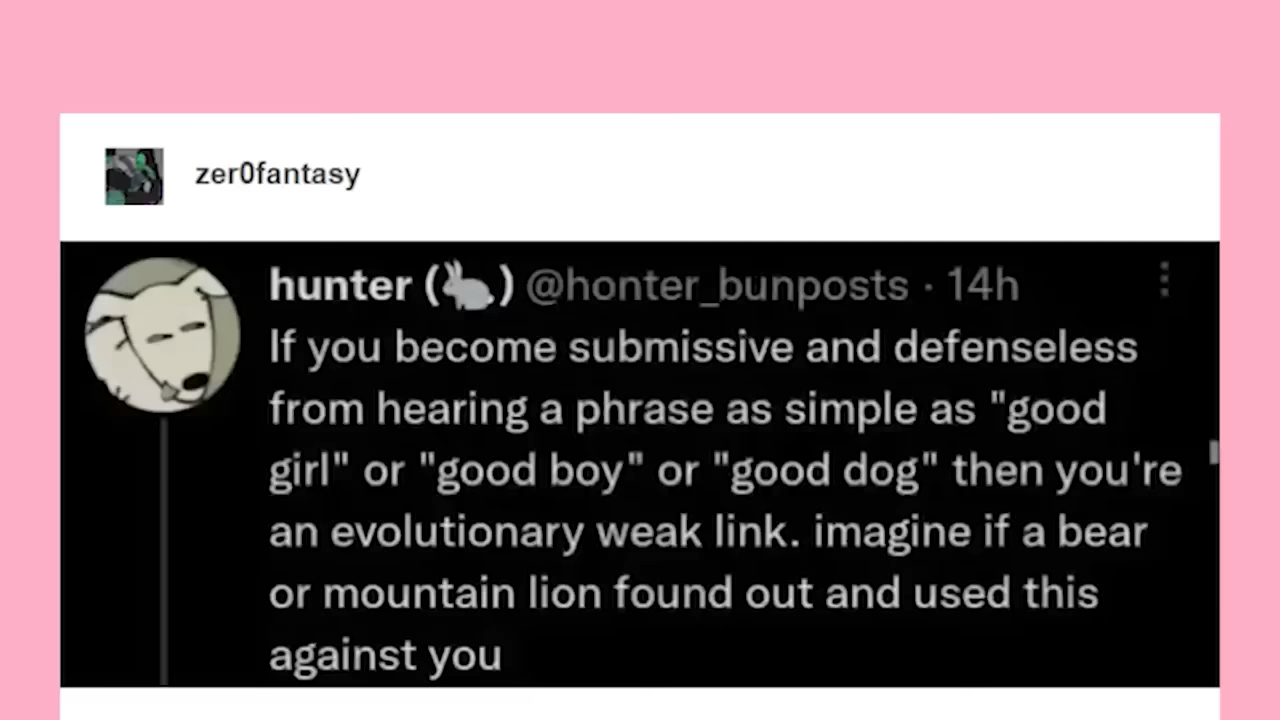 zer0fantasy
hunter (🐇) @honter_bunposts · 14h
If you become submissive and defenseless
from hearing a phrase as simple as "good
girl" or "good boy" or "good dog" then you're
an evolutionary weak link. imagine if a bear
or mountain lion found out and used this
against you